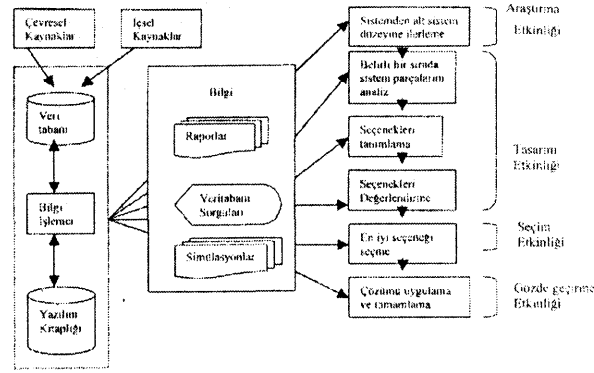 Çevresel
Kaynaklar
İçsel
Kaynaklar
Veri
tabanı
Bilgi
İşlemci
Yazılım
Kitaplığı
Bilgi
Raporlar
Veritabanı
Sorguları
Simülasyonlar
Sistemden alt sistem
düzeyine ilerleme
Belirli bir sırada
sistem parçalarını
analiz
Seçenekleri
tanımlama
Seçenekleri
Değerlendirme
En iyi seçeneği
seçme
Çözümü uygulama
ve tamamlama
Araştırma
Etkinliği
Tasarım
Etkinliği
Seçim
Etkinliği
Gözde geçirme
Etkinliği